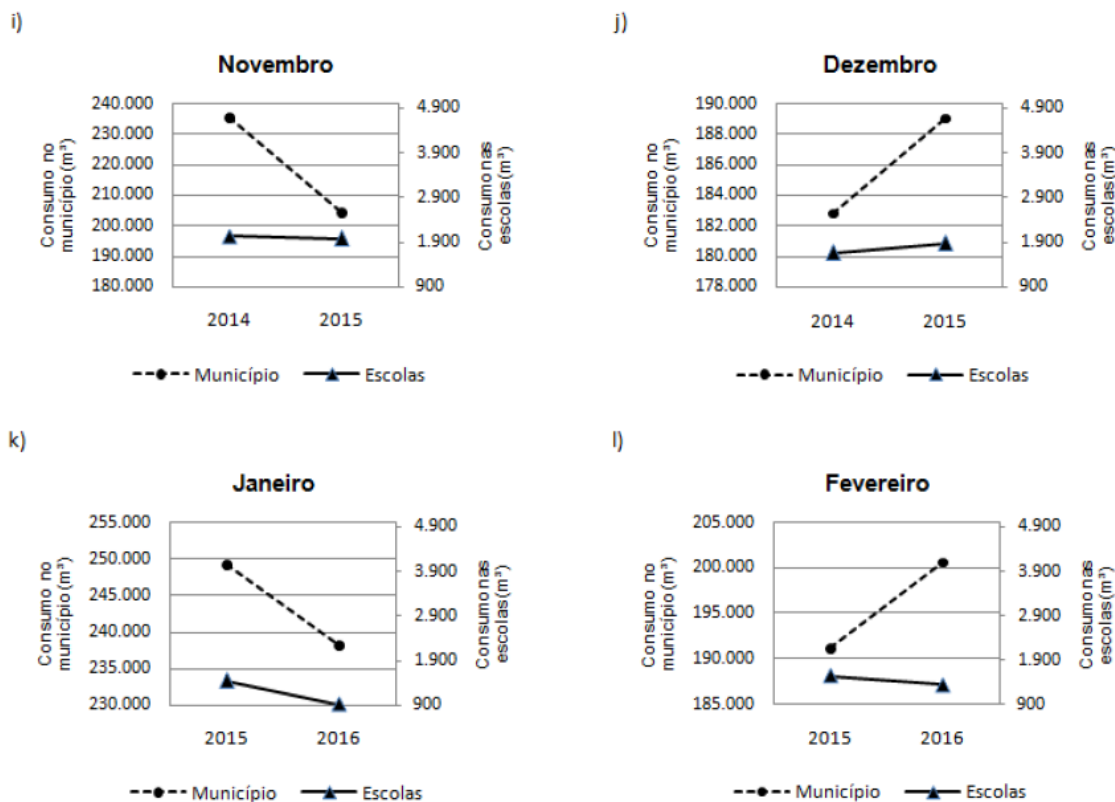 i)
Novembro
Consumo no
município (m³)
240.000
230.000
220.000
210.000
200.000
190.000
180.000
4.900
3.900
2.900
1.900
900
Consumo nas
escolas (m³)
2014 2015
Município Escolas
j)
Dezembro
Consumo no
município (m³)
190.000
188.000
186.000
184.000
182.000
180.000
178.000
4.900
3.900
2.900
1.900
900
Consumo nas
escolas (m³)
2014 2015
Município Escolas
k)
Janeiro
Consumo no
município (m³)
255.000
250.000
245.000
240.000
235.000
230.000
4.900
3.900
2.900
1.900
900
Consumo nas
escolas (m³)
2015 2016
Município Escolas
l)
Fevereiro
Consumo no
município (m³)
205.000
200.000
195.000
190.000
185.000
4.900
3.900
2.900
1.900
900
Consumo nas
escolas (m³)
2015 2016
Município Escolas